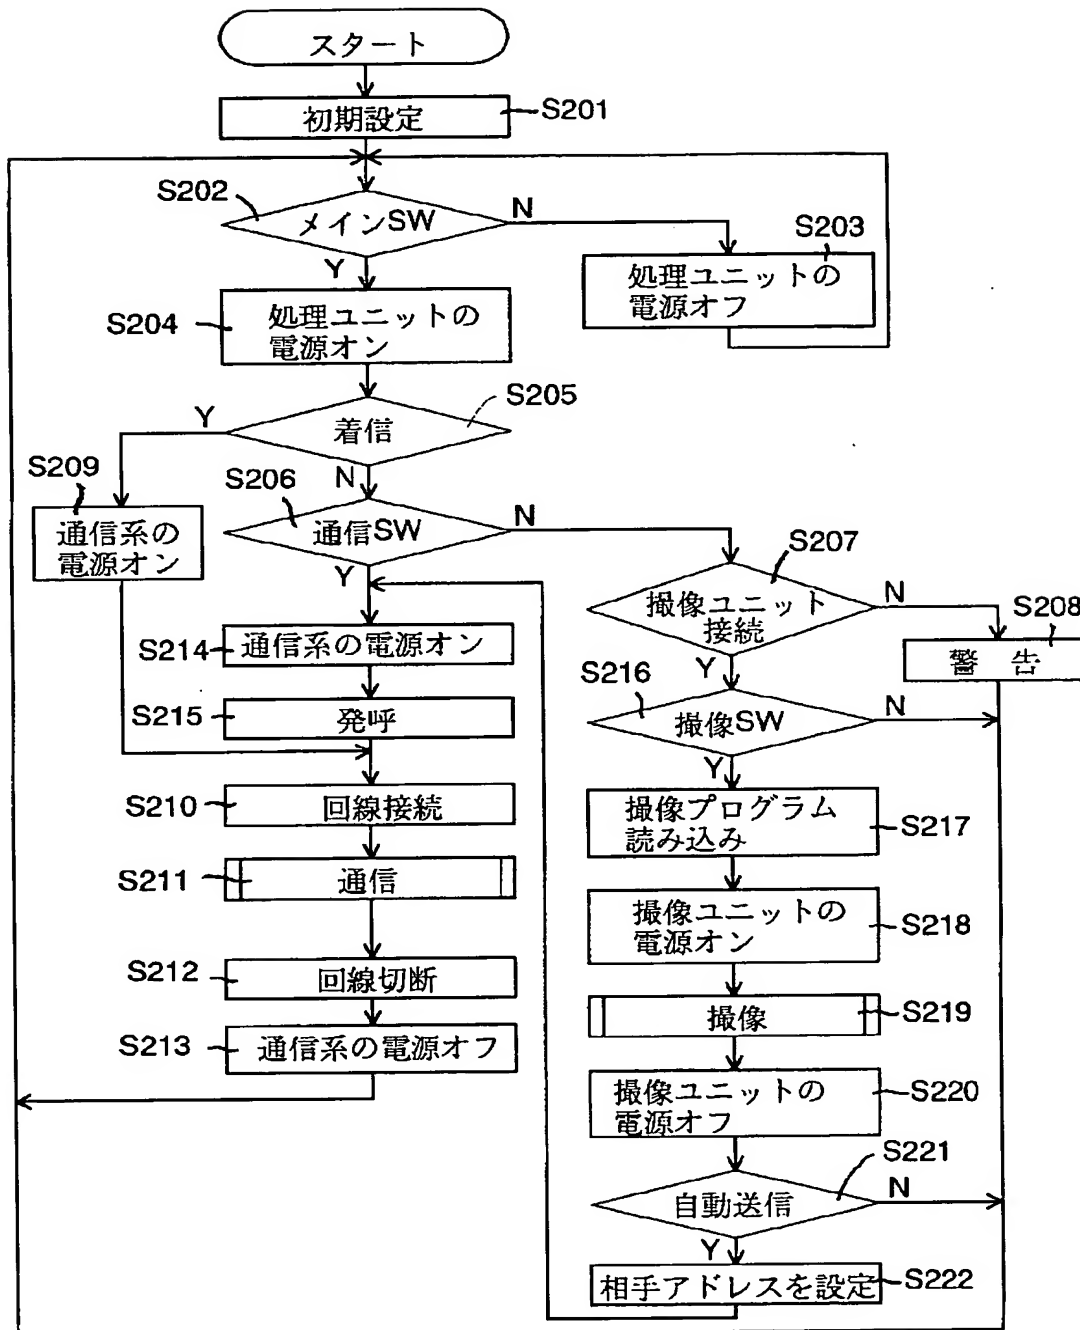 スタート
初期設定
S201
S202
メインSW
N
Y
S203
処理ユニットの
電源オフ
S204
処理ユニットの
電源オン
S205
着信
Y
N
S209
通信系の
電源オン
S206
通信SW
N
Y
S207
撮像ユニット
接続
N
Y
S208
警 告
S214
通信系の電源オン
S216
撮像SW
N
Y
S215
発呼
S210
回線接続
撮像プログラム
読み込み
S217
S211
通信
撮像ユニットの
電源オン
S218
S212
回線切断
撮像
S219
S213
通信系の電源オフ
撮像ユニットの
電源オフ
S220
S221
自動送信
N
Y
相手アドレスを設定
S222